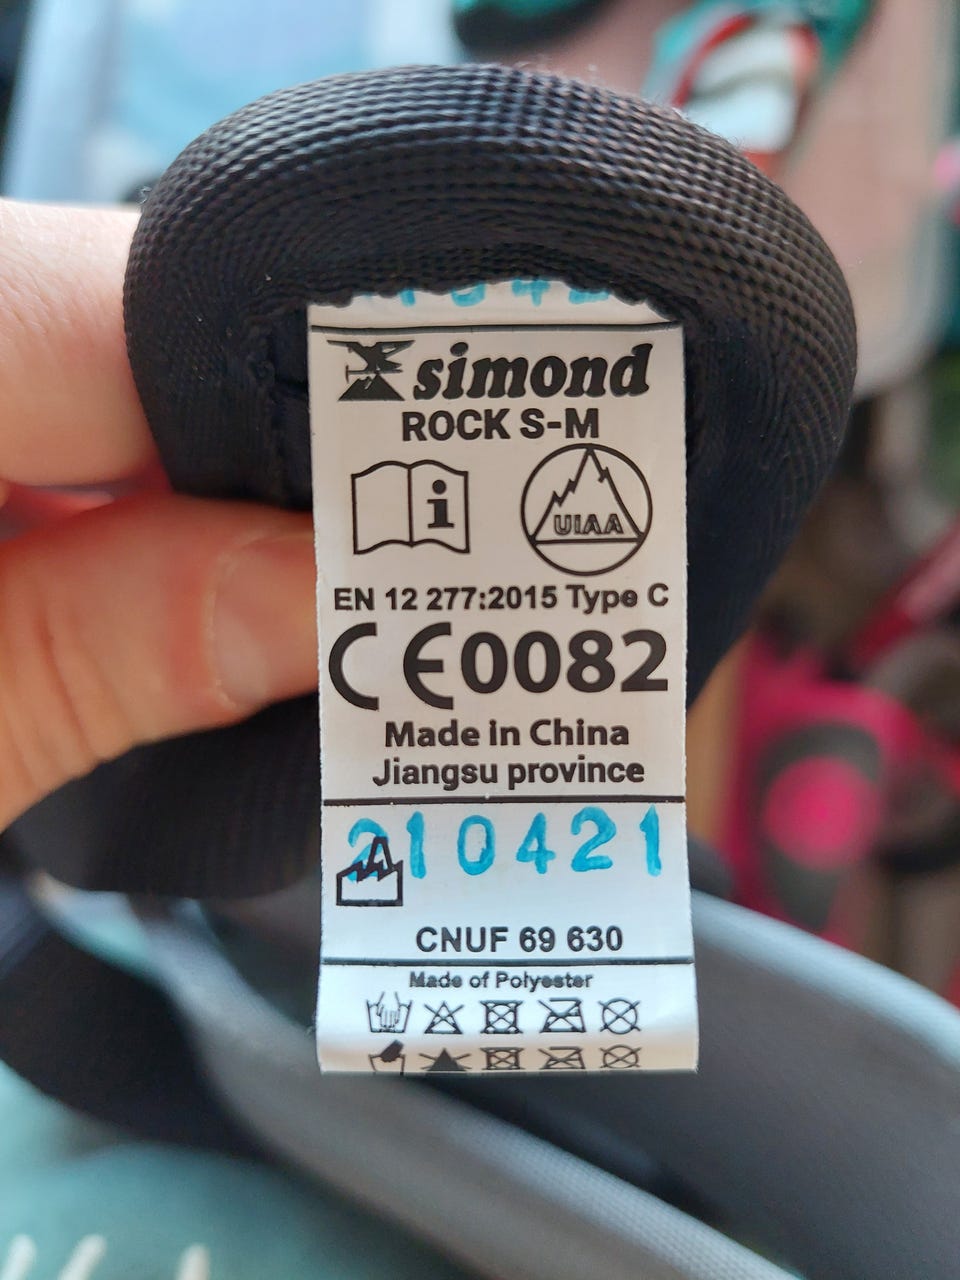 simond
ROCK S-M
i
UIAA
EN 12 277:2015 Type C
CE0082
Made in China
Jiangsu province
210421
CNUF 69 630
Made of Polyester